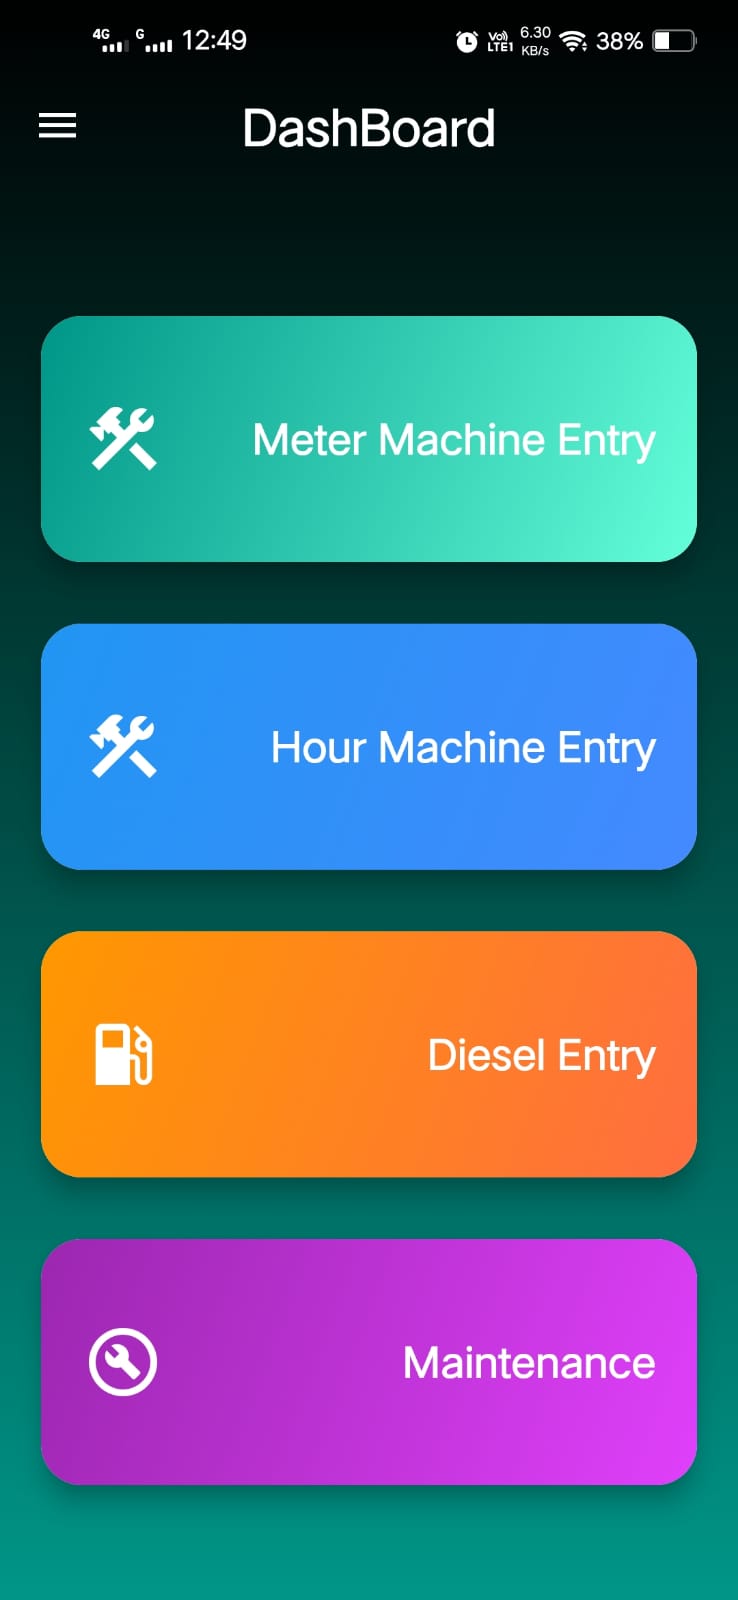 4G G 12:49 Vo)) LTE1 6.30 KB/s 38%
DashBoard
Meter Machine Entry
Hour Machine Entry
Diesel Entry
Maintenance